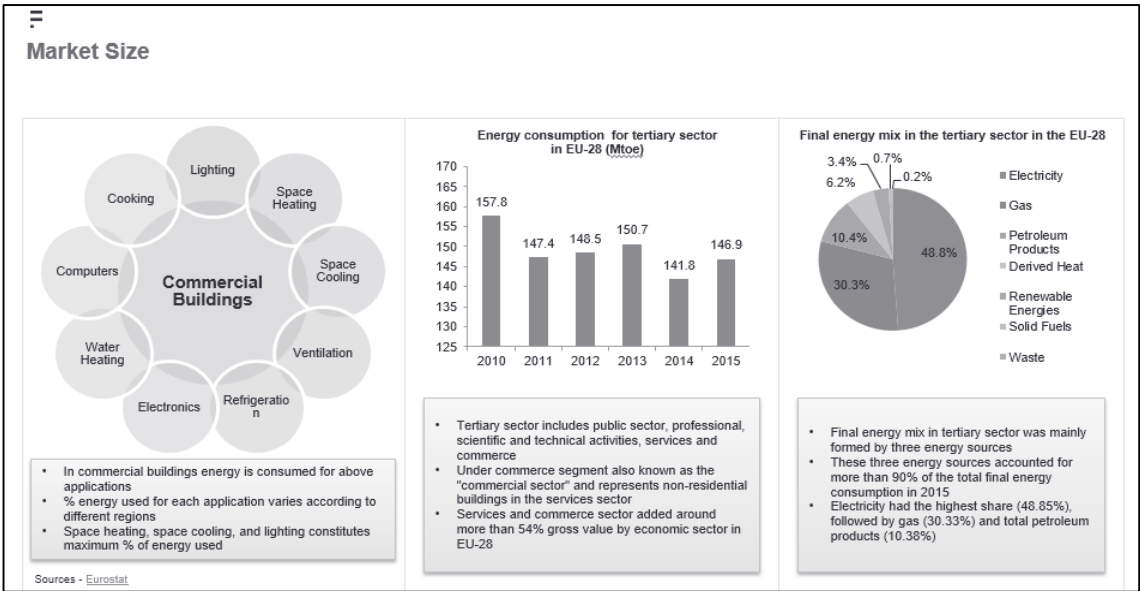 Market Size
Lighting
Space
Heating
Space
Cooling
Ventilation
Refrigeratio
n
Electronics
Water
Heating
Computers
Cooking
Commercial
Buildings
• In commercial buildings energy is consumed for above
applications
• % energy used for each application varies according to
different regions
• Space heating, space cooling, and lighting constitutes
maximum % of energy used
Sources - Eurostat
Energy consumption for tertiary sector
in EU-28 (Mtoe)
170
165
160
155
150
145
140
135
130
125
157.8
147.4
148.5
150.7
141.8
146.9
2010 2011 2012 2013 2014 2015
• Tertiary sector includes public sector, professional,
scientific and technical activities, services and
commerce
• Under commerce segment also known as the
"commercial sector" and represents non-residential
buildings in the services sector
• Services and commerce sector added around
more than 54% gross value by economic sector in
EU-28
Final energy mix in the tertiary sector in the EU-28
3.4% 0.7%
0.2%
6.2%
10.4%
48.8%
30.3%
Electricity
Gas
Petroleum
Products
Derived Heat
Renewable
Energies
Solid Fuels
Waste
• Final energy mix in tertiary sector was mainly
formed by three energy sources
• These three energy sources accounted for
more than 90% of the total final energy
consumption in 2015
• Electricity had the highest share (48.85%),
followed by gas (30.33%) and total petroleum
products (10.38%)